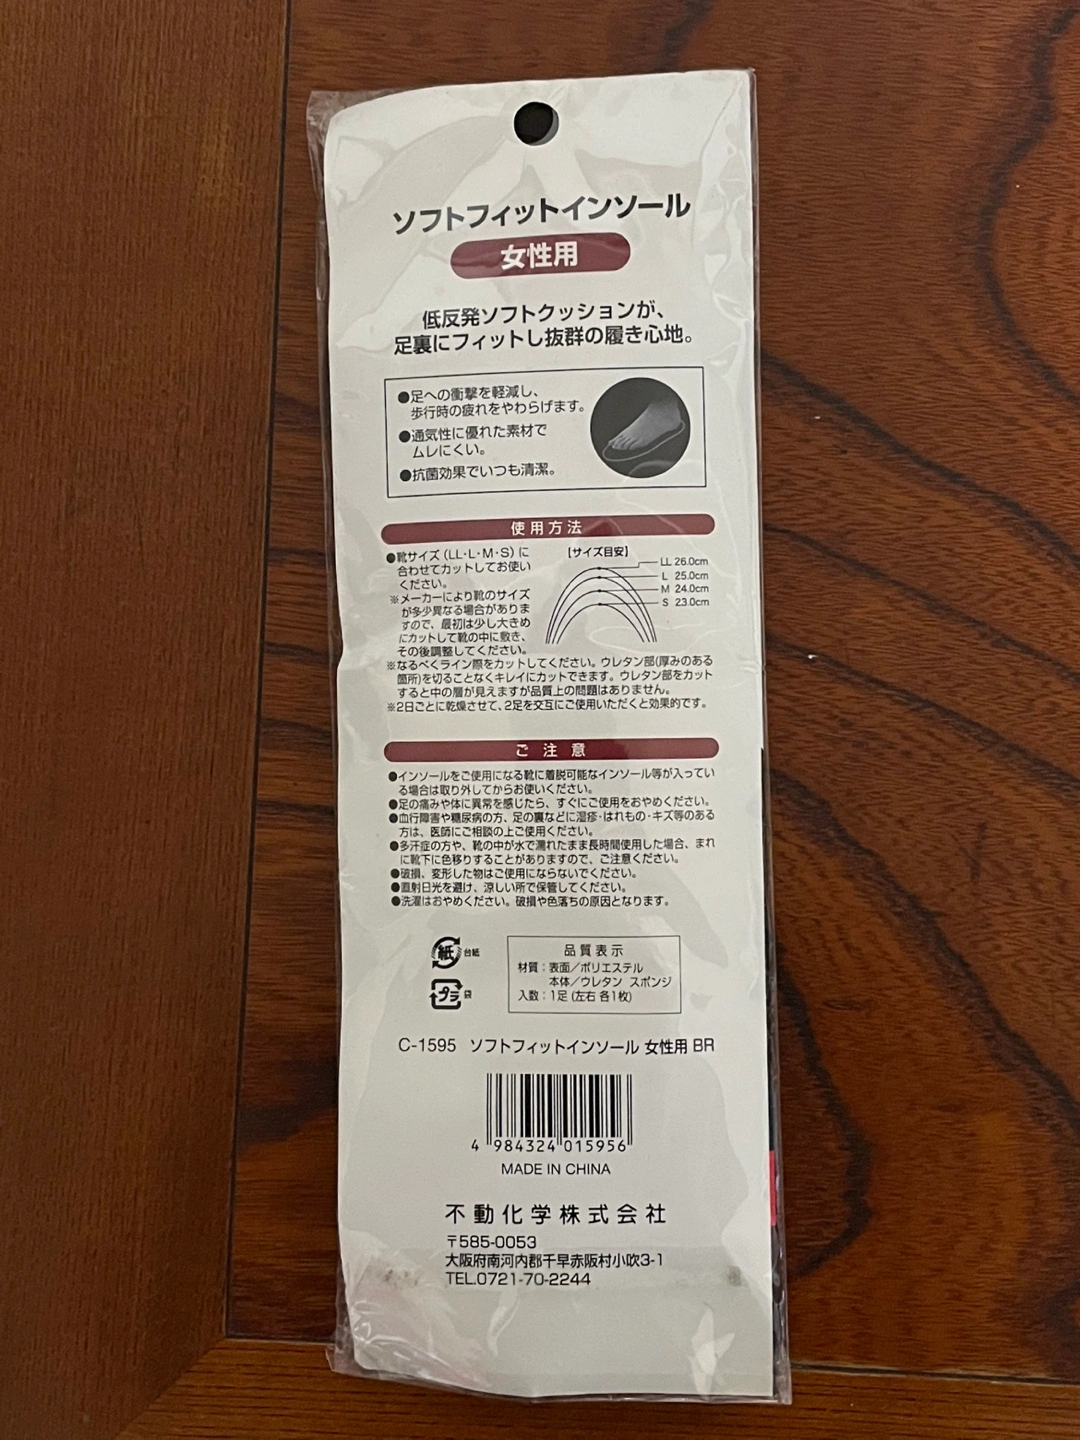 ソフトフィットインソール
女性用
低反発ソフトクッションが、
足裏にフィットし抜群の履き心地。
●足への衝撃を軽減し、
歩行時の疲れをやわらげます。
●通気性に優れた素材で
ムレにくい。
●抗菌効果でいつも清潔。
使用方法
●靴サイズ(LL・L・M・S)に
合わせてカットしてお使い
ください。
※メーカーにより靴のサイズ
が多少異なる場合がありま
すので、最初は少し大きめ
にカットして靴の中に敷き、
その後調整してください。
【サイズ目安】
LL 26.0cm
L 25.0cm
M 24.0cm
S 23.0cm
※なるべくライン際をカットしてください。ウレタン部(厚みのある
箇所)を切ることなくキレイにカットできます。ウレタン部をカット
すると中の層が見えますが品質上の問題はありません。
※2日ごとに乾燥させて、2足を交互にご使用いただくと効果的です。
ご注意
●インソールをご使用になる靴に着脱可能なインソール等が入ってい
る場合は取り外してからお使いください。
●足の痛みや体に異常を感じたら、すぐにご使用をおやめください。
●血行障害や糖尿病の方、足の裏などに湿疹・はれもの・キズ等のある
方は、医師にご相談の上ご使用ください。
●多汗症の方や、靴の中が水で濡れたまま長時間使用した場合、まれ
に靴下に色移りすることがありますので、ご注意ください。
●破損、変形した物はご使用にならないでください。
●直射日光を避け、涼しい所で保管してください。
●洗濯はおやめください。破損や色落ちの原因となります。
紙 台紙
プラ 袋
品質表示
材質:表面/ポリエステル
本体/ウレタン スポンジ
入数:1足(左右 各1枚)
C-1595 ソフトフィットインソール 女性用 BR
4 984324 015956
MADE IN CHINA
不動化学株式会社
〒585-0053
大阪府南河内郡千早赤阪村小吹3-1
TEL.0721-70-2244